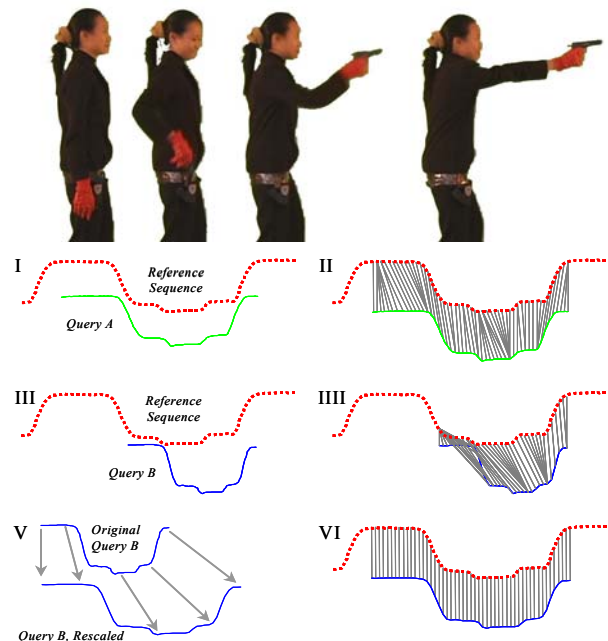 I
Reference
Sequence
Query A
II
III
Reference
Sequence
Query B
IIII
V
Original
Query B
Query B, Rescaled
VI